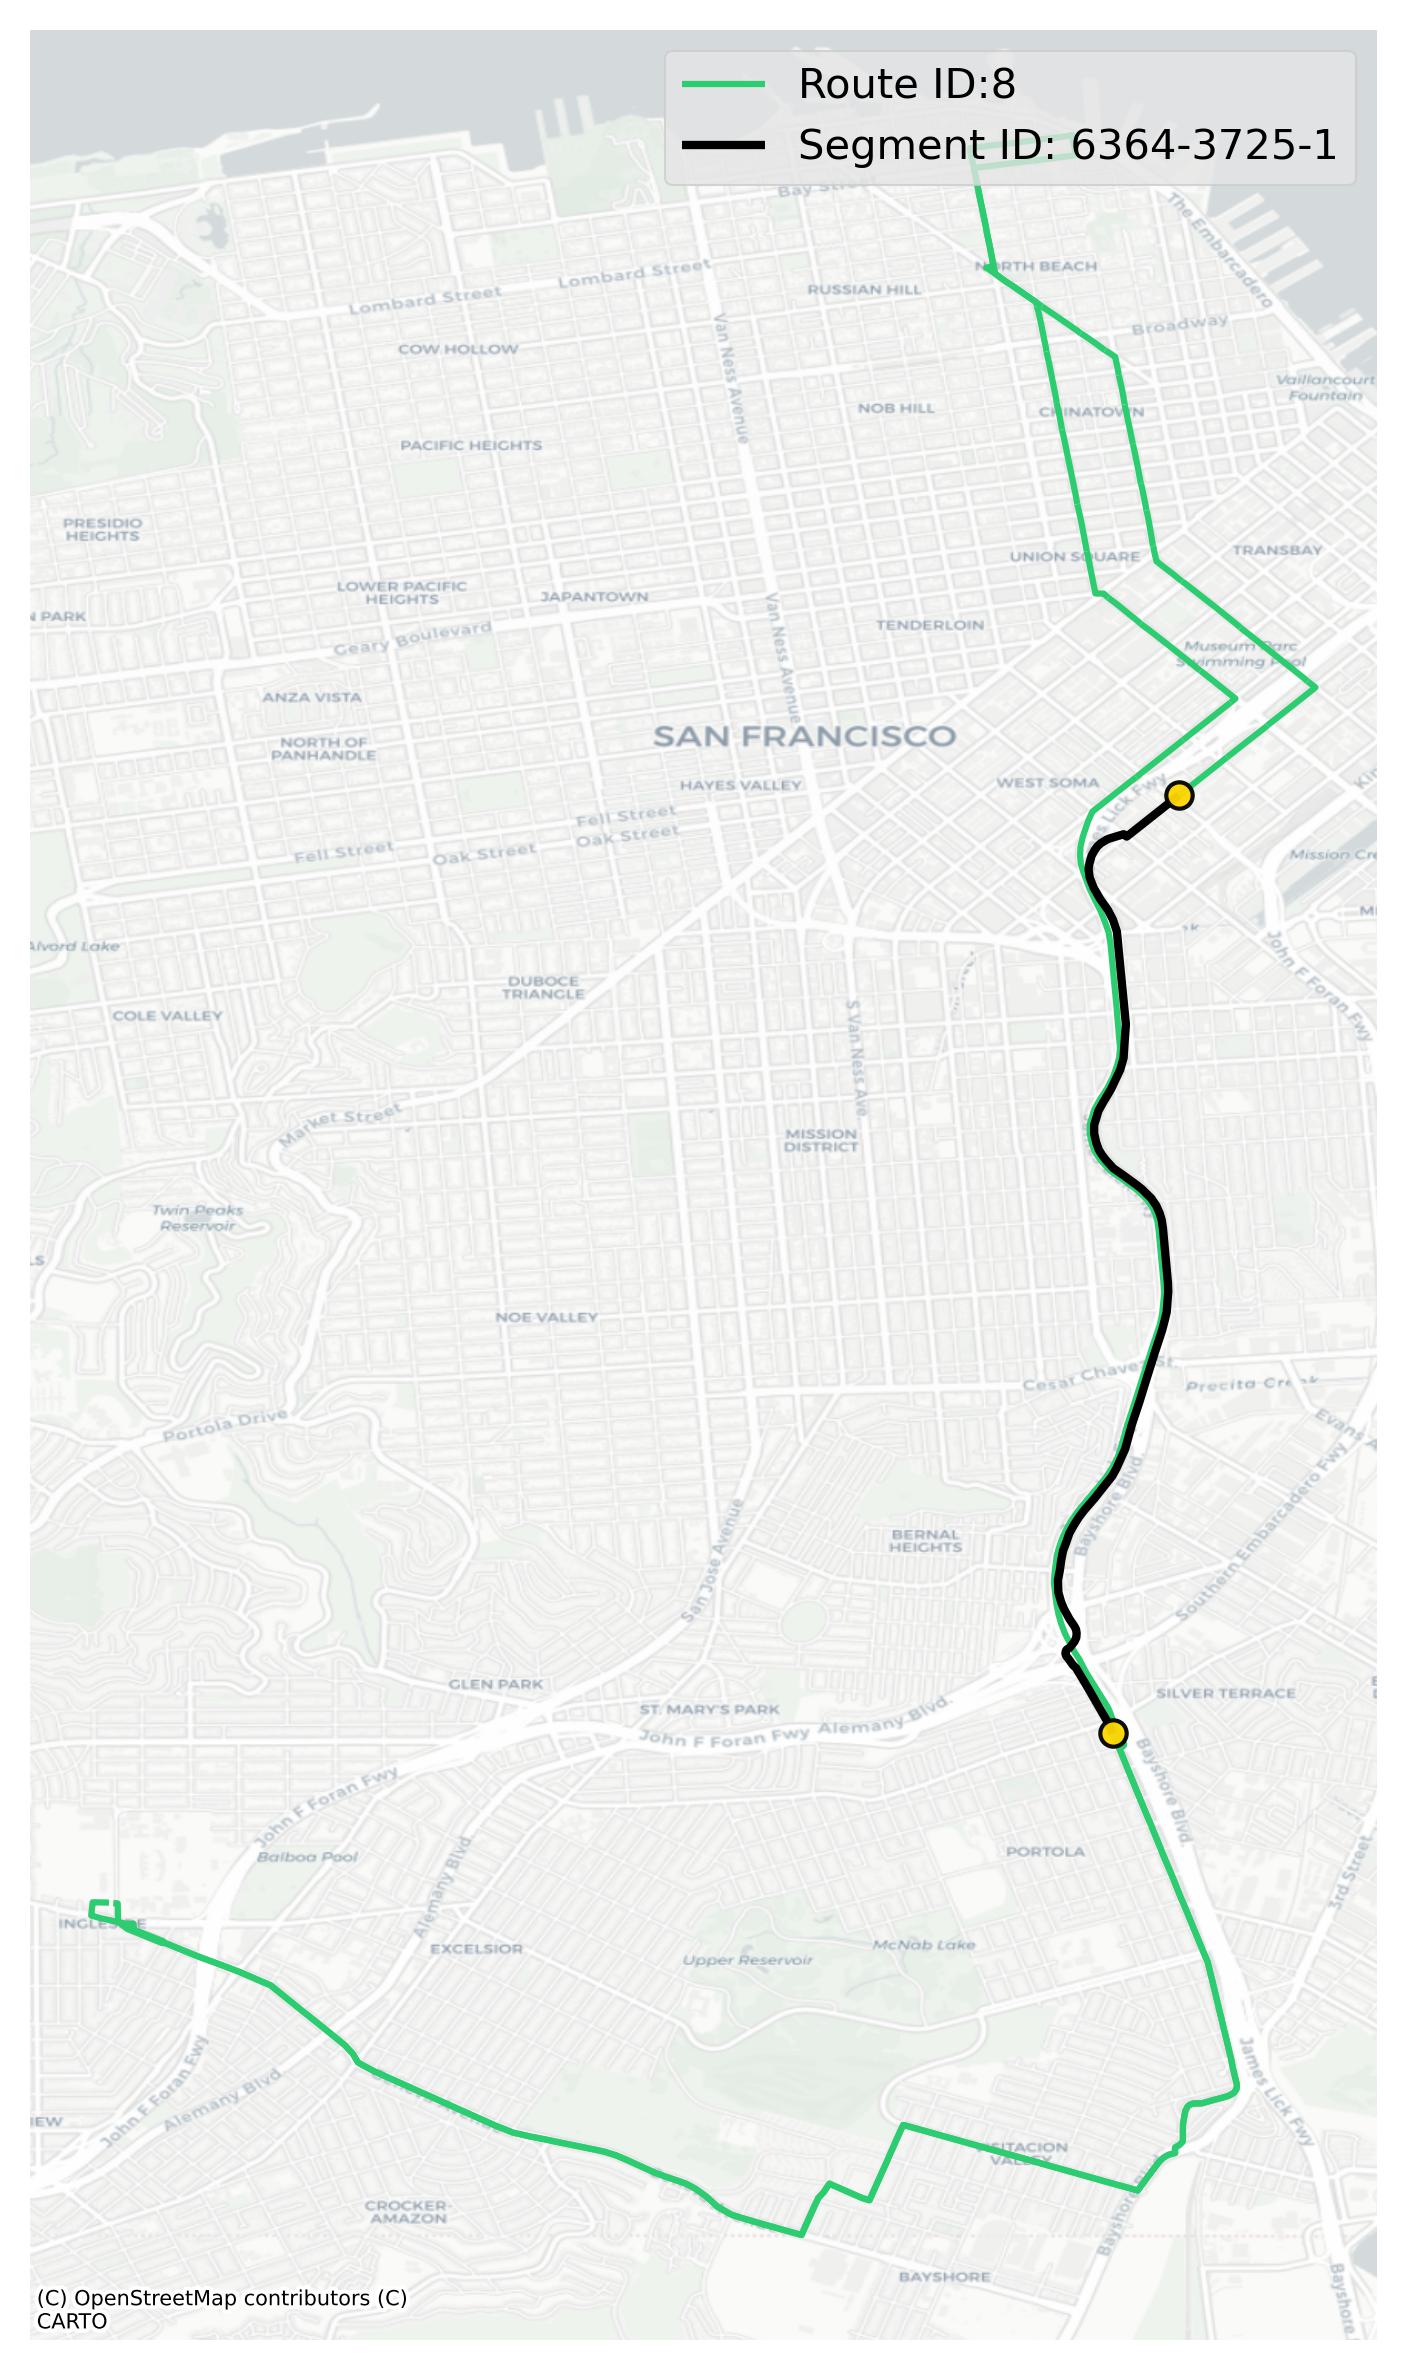 Route ID:8
Segment ID: 6364-3725-1
Bay
The Embarcadero
NORTH BEACH
Lombard Street
Lombard Street
RUSSIAN HILL
Broadway
Van Ness Avenue
COW HOLLOW
Vaillancourt
Fountain
NOB HILL
CHINATOWN
PACIFIC HEIGHTS
PRESIDIO
HEIGHTS
UNION SQUARE
TRANSBAY
LOWER PACIFIC
HEIGHTS
JAPANTOWN
N PARK
Van Ness Avenue
TENDERLOIN
Geary Boulevard
Museum Parc
Swimming Pool
ANZA VISTA
SAN FRANCISCO
NORTH OF
PANHANDLE
HAYES VALLEY
WEST SOMA
es Lick Fwy
Fell Street
Oak Street
Fell Street
Oak Street
Mission Cre
Alvord Lake
John F Foran Fwy
DUBOCE
TRIANGLE
COLE VALLEY
S Van Ness Ave.
Market Street
MISSION
DISTRICT
Twin Peaks
Reservoir
LS
NOE VALLEY
Cesar Chavez St.
Precita Creek
Portola Drive
Evans A
Bayshore Blvd.
San Jose Avenue
BERNAL
HEIGHTS
Southern Embarcadero Fwy
GLEN PARK
SILVER TERRACE
ST. MARY'S PARK
John F Foran Fwy
Alemany Blvd.
Bayshore Blvd.
John F Foran Fwy
Balboa Pool
PORTOLA
Alemany Blvd.
3rd Street
INGLESIDE
EXCELSIOR
McNab Lake
Upper Reservoir
James Lick Fwy
John F Foran Fwy
Alemany Blvd
IEW
VISITACION
VALLEY
Bayshore Blvd.
CROCKER-
AMAZON
BAYSHORE
Bayshore
(C) OpenStreetMap contributors (C)
CARTO